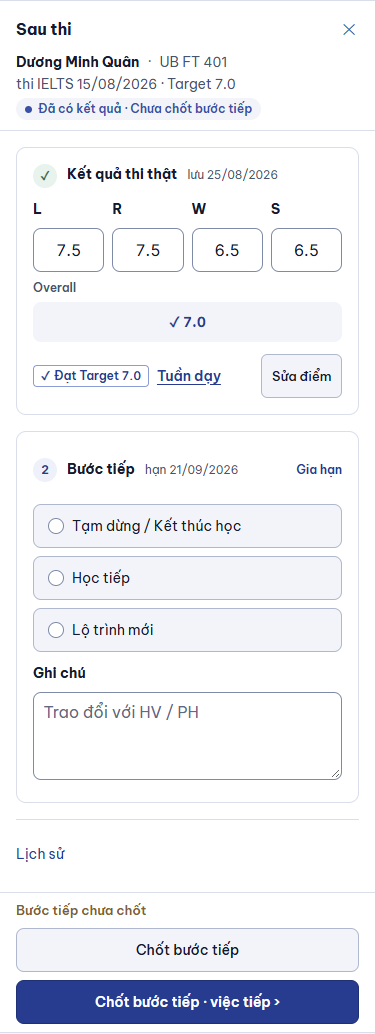 Sau thi
Dương Minh Quân · UB FT 401
thi IELTS 15/08/2026 · Target 7.0
Đã có kết quả · Chưa chốt bước tiếp
✓ Kết quả thi thật lưu 25/08/2026
L R W S
7.5 7.5 6.5 6.5
Overall
✓ 7.0
✓ Đạt Target 7.0 Tuần dạy Sửa điểm
2 Bước tiếp hạn 21/09/2026 Gia hạn
Tạm dừng / Kết thúc học
Học tiếp
Lộ trình mới
Ghi chú
Trao đổi với HV / PH
Lịch sử
Bước tiếp chưa chốt
Chốt bước tiếp
Chốt bước tiếp · việc tiếp ›